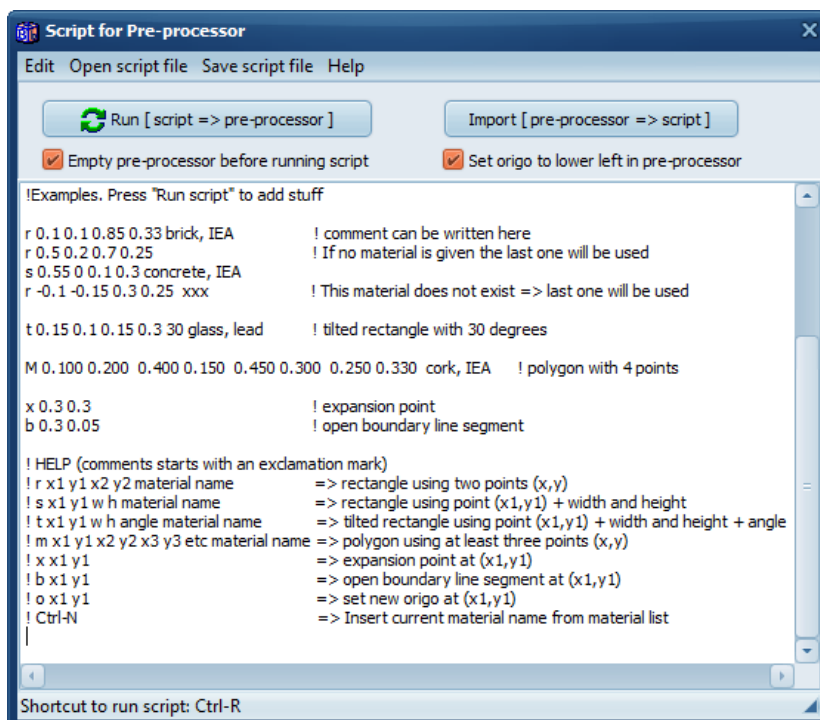 Script for Pre-processor
Edit Open script file Save script file Help
Run [ script => pre-processor ] Import [ pre-processor => script ]
Empty pre-processor before running script Set origo to lower left in pre-processor
!Examples. Press "Run script" to add stuff
r 0.1 0.1 0.85 0.33 brick, IEA ! comment can be written here
r 0.5 0.2 0.7 0.25 ! If no material is given the last one will be used
s 0.55 0 0.1 0.3 concrete, IEA
r -0.1 -0.15 0.3 0.25 xxx ! This material does not exist => last one will be used
t 0.15 0.1 0.15 0.3 30 glass, lead ! tilted rectangle with 30 degrees
M 0.100 0.200 0.400 0.150 0.450 0.300 0.250 0.330 cork, IEA ! polygon with 4 points
x 0.3 0.3 ! expansion point
b 0.3 0.05 ! open boundary line segment
! HELP (comments starts with an exclamation mark)
! r x1 y1 x2 y2 material name => rectangle using two points (x,y)
! s x1 y1 w h material name => rectangle using point (x1,y1) + width and height
! t x1 y1 w h angle material name => tilted rectangle using point (x1,y1) + width and height + angle
! m x1 y1 x2 y2 x3 y3 etc material name => polygon using at least three points (x,y)
! x x1 y1 => expansion point at (x1,y1)
! b x1 y1 => open boundary line segment at (x1,y1)
! o x1 y1 => set new origo at (x1,y1)
! Ctrl-N => Insert current material name from material list
Shortcut to run script: Ctrl-R